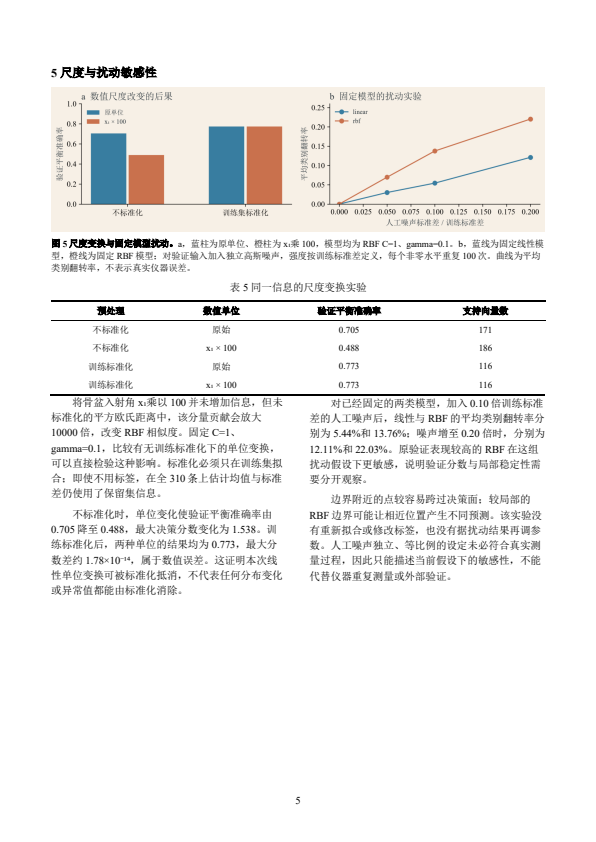 5 尺度与扰动敏感性
a 数值尺度改变的后果
1.0
0.8
0.6
0.4
0.2
0.0
验证平衡准确率
原单位
x₁ × 100
不标准化
训练集标准化
b 固定模型的扰动实验
0.25
0.20
0.15
0.10
0.05
0.00
平均类别翻转率
linear
rbf
0.000 0.025 0.050 0.075 0.100 0.125 0.150 0.175 0.200
人工噪声标准差 / 训练标准差
图 5 尺度变换与固定模型扰动。a，蓝柱为原单位、橙柱为 x₁乘 100，模型均为 RBF C=1、gamma=0.1。b，蓝线为固定线性模
型，橙线为固定 RBF 模型；对验证输入加入独立高斯噪声，强度按训练标准差定义，每个非零水平重复 100 次。曲线为平均
类别翻转率，不表示真实仪器误差。
表 5 同一信息的尺度变换实验
预处理 数值单位 验证平衡准确率 支持向量数
不标准化 原始 0.705 171
不标准化 x₁ × 100 0.488 186
训练标准化 原始 0.773 116
训练标准化 x₁ × 100 0.773 116
将骨盆入射角 x₁乘以 100 并未增加信息，但未
标准化的平方欧氏距离中，该分量贡献会放大
10000 倍，改变 RBF 相似度。固定 C=1、
gamma=0.1，比较有无训练标准化下的单位变换，
可以直接检验这种影响。标准化必须只在训练集拟
合；即使不用标签，在全 310 条上估计均值与标准
差仍使用了保留集信息。
不标准化时，单位变化使验证平衡准确率由
0.705 降至 0.488，最大决策分数变化为 1.538。训
练标准化后，两种单位的结果均为 0.773，最大分
数差约 1.78×10⁻¹⁴，属于数值误差。这证明本次线
性单位变换可被标准化抵消，不代表任何分布变化
或异常值都能由标准化消除。
对已经固定的两类模型，加入 0.10 倍训练标准
差的人工噪声后，线性与 RBF 的平均类别翻转率分
别为 5.44%和 13.76%；噪声增至 0.20 倍时，分别为
12.11%和 22.03%。原验证表现较高的 RBF 在这组
扰动假设下更敏感，说明验证分数与局部稳定性需
要分开观察。
边界附近的点较容易跨过决策面；较局部的
RBF 边界可能让相近位置产生不同预测。该实验没
有重新拟合或修改标签，也没有据扰动结果再调参
数。人工噪声独立、等比例的设定未必符合真实测
量过程，因此只能描述当前假设下的敏感性，不能
代替仪器重复测量或外部验证。
5